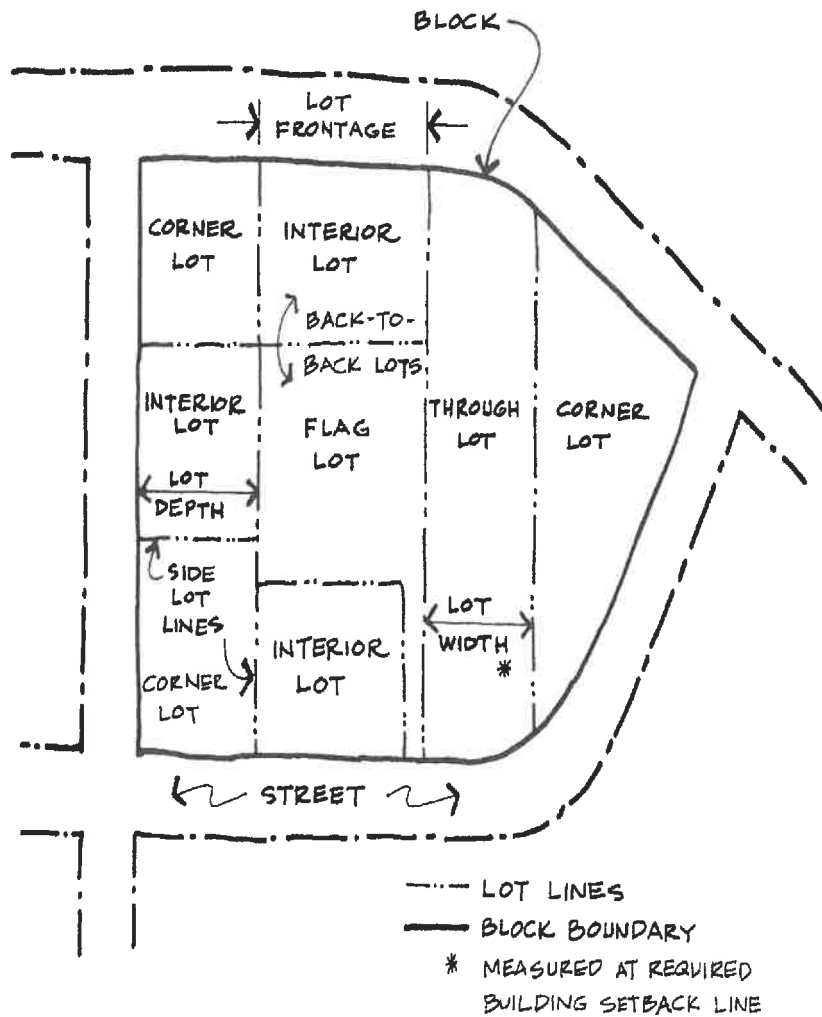 BLOCK
LOT
FRONTAGE
CORNER
LOT
INTERIOR
LOT
BACK-TO-
BACK LOTS
INTERIOR
LOT
FLAG
LOT
THROUGH
LOT
CORNER
LOT
LOT
DEPTH
SIDE
LOT
LINES
LOT
WIDTH
*
CORNER
LOT
INTERIOR
LOT
STREET
LOT LINES
BLOCK BOUNDARY
* MEASURED AT REQUIRED
BUILDING SETBACK LINE